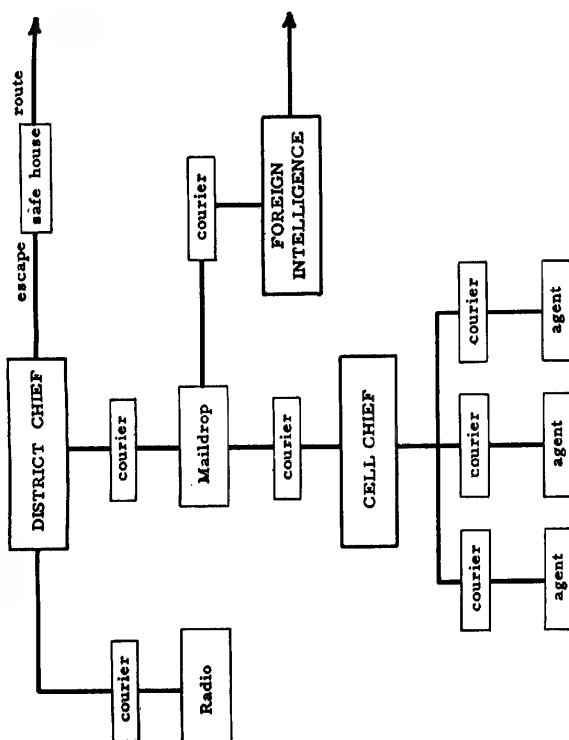 escape
route
safe house
DISTRICT CHIEF
courier
Radio
courier
Maildrop
courier
FOREIGN
INTELLIGENCE
courier
CELL CHIEF
courier
courier
courier
agent
agent
agent